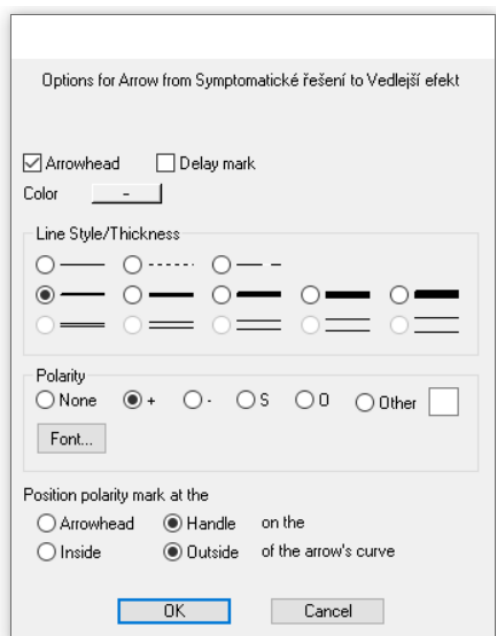 Options for Arrow from Symptomatické řešení to Vedlejší efekt
Arrowhead Delay mark
Color -
Line Style/Thickness
Polarity
None + - S O Other
Font...
Position polarity mark at the
Arrowhead Handle on the
Inside Outside of the arrow's curve
OK Cancel